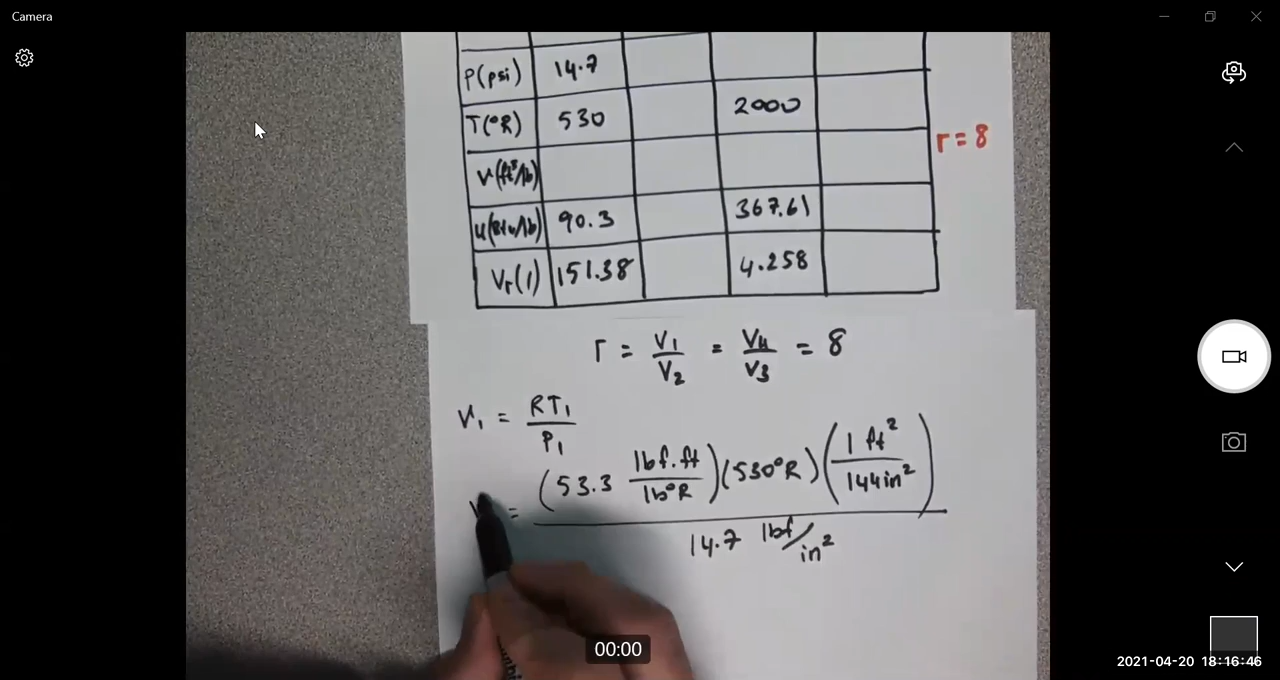 Camera
P(psi) 14.7
T(°R) 530 2000
r = 8
v(ft³/lb)
u(Btu/lb) 90.3 367.61
Vr(1) 151.38 4.258
r = V1/V2 = V4/V3 = 8
v1 = RT1/P1
= (53.3 lbf.ft/lb°R)(530°R)(1 ft²/144in²)
14.7 lbf/in²
00:00
2021-04-20 18:16:46